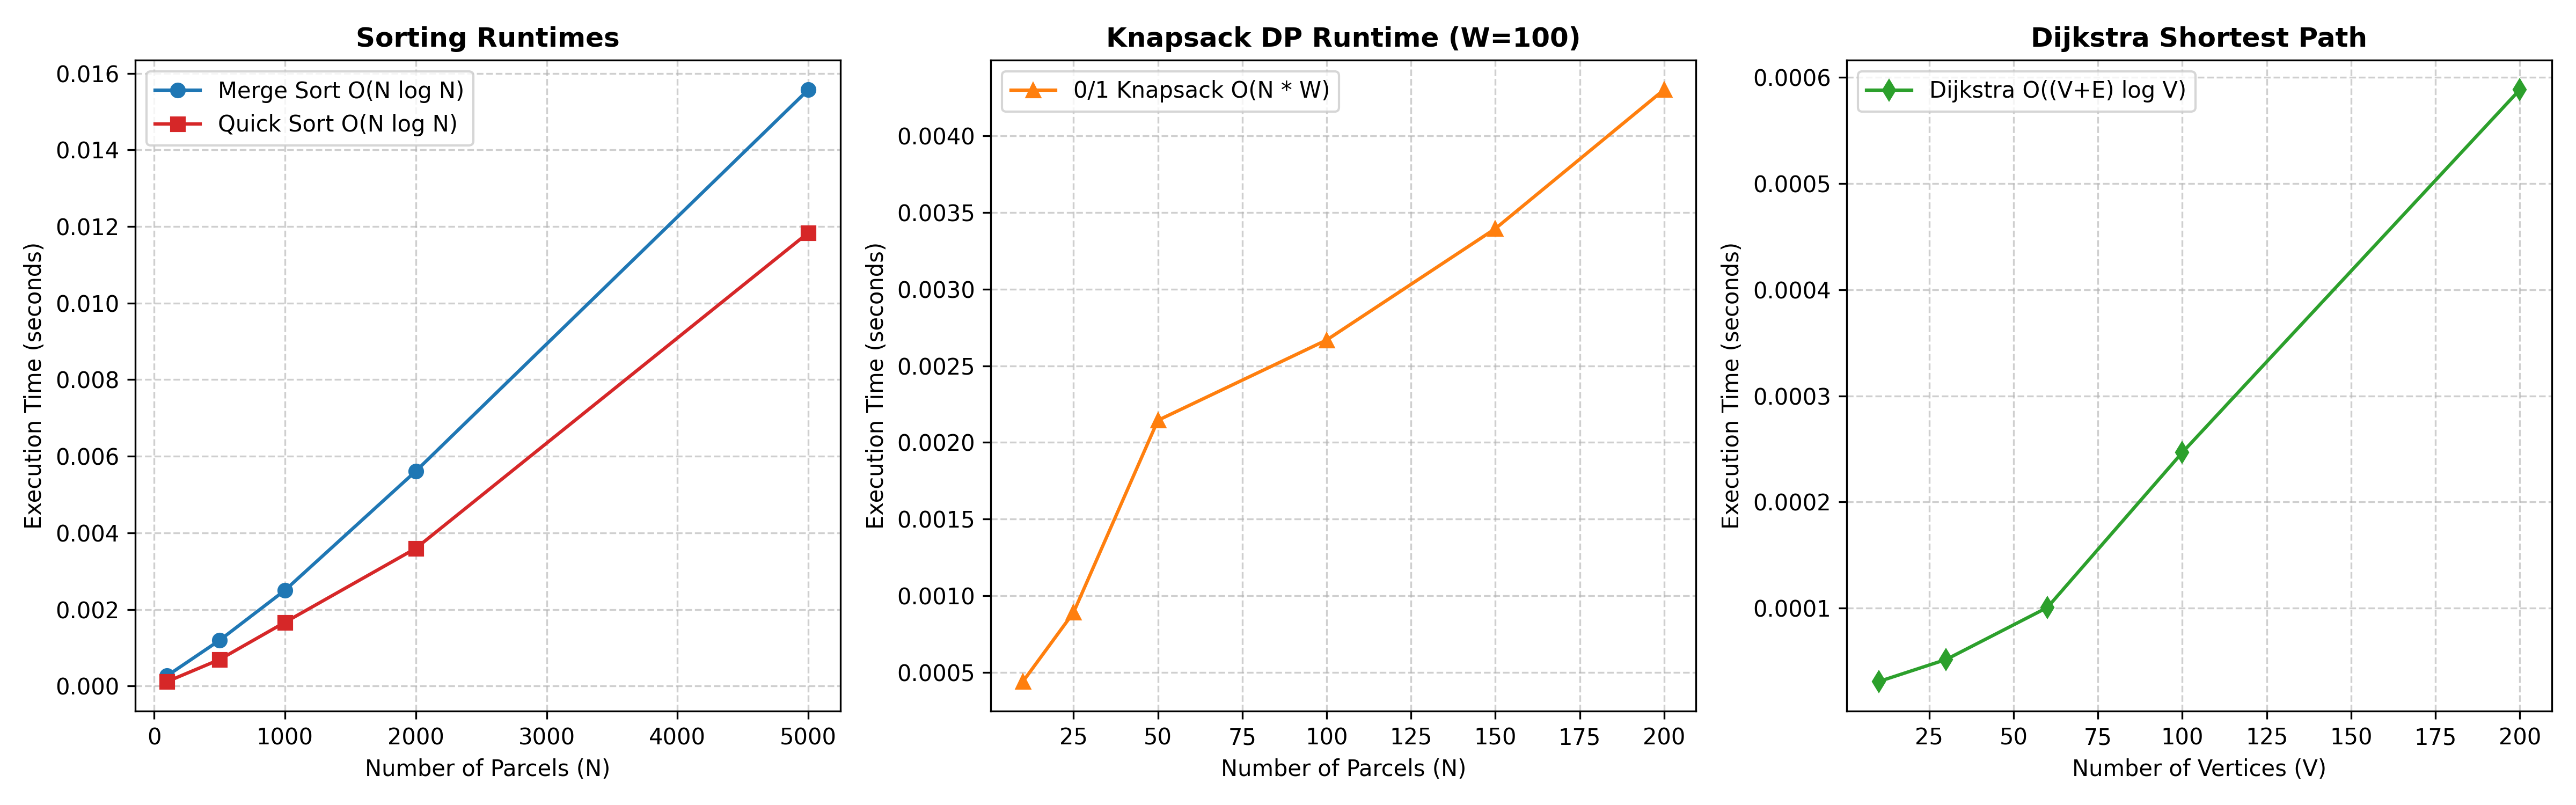 Sorting Runtimes
Merge Sort O(N log N)
Quick Sort O(N log N)
Execution Time (seconds)
0.016
0.014
0.012
0.010
0.008
0.006
0.004
0.002
0.000
0 1000 2000 3000 4000 5000
Number of Parcels (N)
Knapsack DP Runtime (W=100)
0/1 Knapsack O(N * W)
Execution Time (seconds)
0.0040
0.0035
0.0030
0.0025
0.0020
0.0015
0.0010
0.0005
25 50 75 100 125 150 175 200
Number of Parcels (N)
Dijkstra Shortest Path
Dijkstra O((V+E) log V)
Execution Time (seconds)
0.0006
0.0005
0.0004
0.0003
0.0002
0.0001
25 50 75 100 125 150 175 200
Number of Vertices (V)